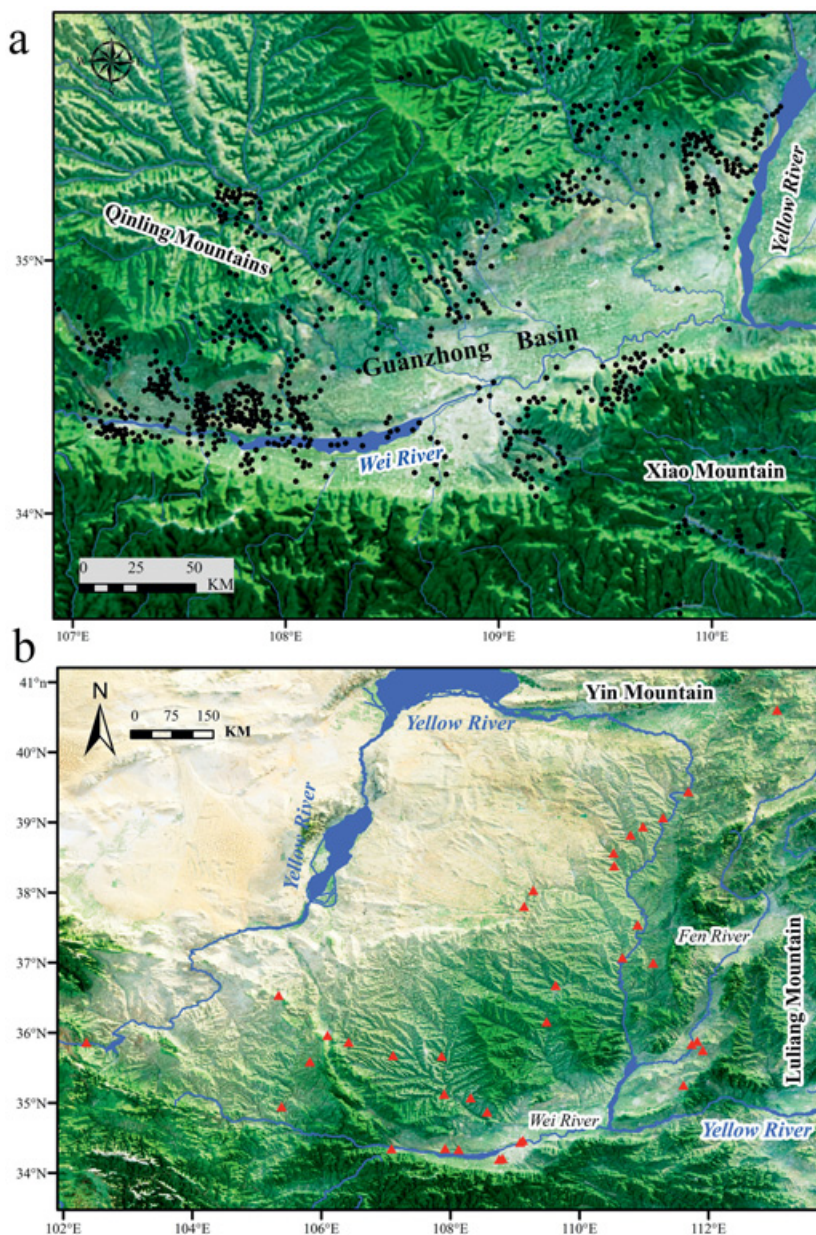 a
Qinling Mountains
Yellow River
35°N
Guanzhong Basin
Wei River
Xiao Mountain
34°N
0 25 50
KM
107°E 108°E 109°E 110°E
b
N
0 75 150
KM
Yin Mountain
Yellow River
Yellow River
Fen River
Luliang Mountain
Wei River
Yellow River
41°n
40°N
39°N
38°N
37°N
36°N
35°N
34°N
102°E 104°E 106°E 108°E 110°E 112°E